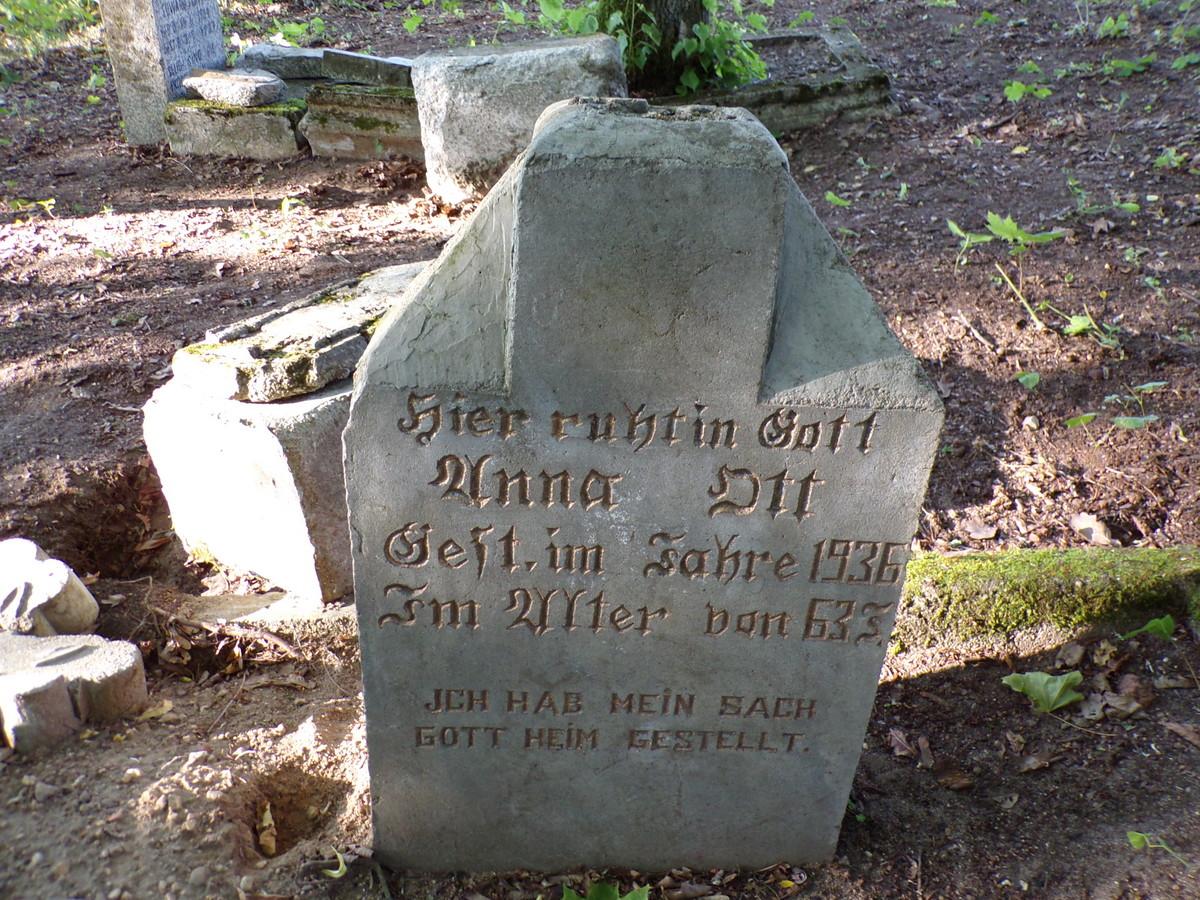 Hier ruht in Gott
Anna Ott
Gest. im Jahre 1936
Im Alter von 63 J.
JCH HAB MEIN SACH
GOTT HEIM GESTELLT.